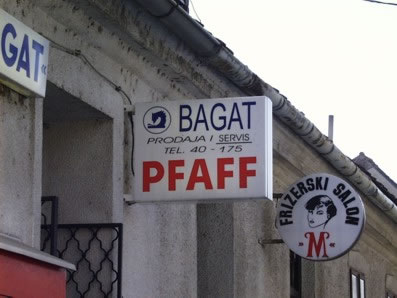 GAT
BAGAT
PRODAJA I SERVIS
TEL. 40 - 175
PFAFF
FRIZERSKI SALON
"M"